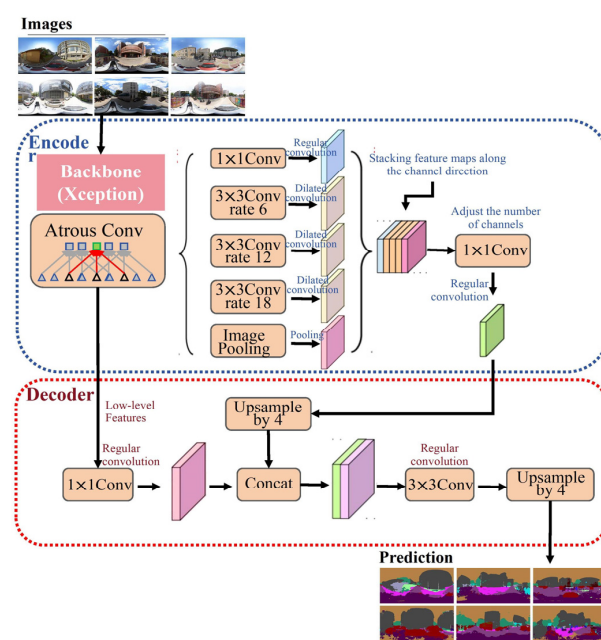 Images
Encode
r
Backbone
(Xception)
Atrous Conv
1×1Conv
Regular
convolution
3×3Conv
rate 6
Dilated
convolution
3×3Conv
rate 12
Dilated
convolution
3×3Conv
rate 18
Dilated
convolution
Image
Pooling
Pooling
Stacking feature maps along
the channel direction
Adjust the number
of channels
1×1Conv
Regular
convolution
Decoder
Low-level
Features
Upsample
by 4
Regular
convolution
1×1Conv
Concat
Regular
convolution
3×3Conv
Upsample
by 4
Prediction